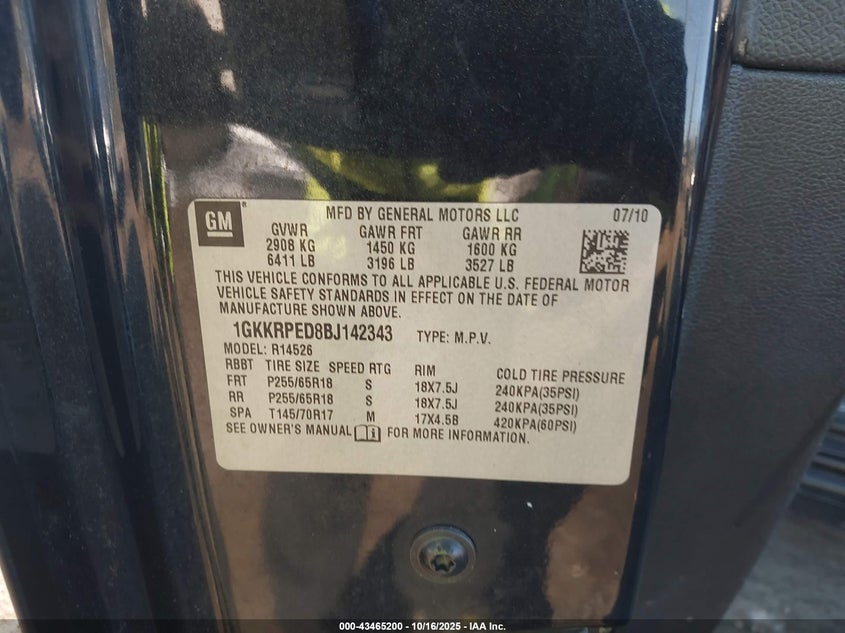 GM ®
MFD BY GENERAL MOTORS LLC 07/10
GVWR GAWR FRT GAWR RR
2908 KG 1450 KG 1600 KG
6411 LB 3196 LB 3527 LB
THIS VEHICLE CONFORMS TO ALL APPLICABLE U.S. FEDERAL MOTOR
VEHICLE SAFETY STANDARDS IN EFFECT ON THE DATE OF
MANUFACTURE SHOWN ABOVE.
1GKKRPED8BJ142343 TYPE: M.P.V.
MODEL: R14526
RBBT TIRE SIZE SPEED RTG RIM COLD TIRE PRESSURE
FRT P255/65R18 S 18X7.5J 240KPA(35PSI)
RR P255/65R18 S 18X7.5J 240KPA(35PSI)
SPA T145/70R17 M 17X4.5B 420KPA(60PSI)
SEE OWNER'S MANUAL FOR MORE INFORMATION.
000-43465200 - 10/16/2025 - IAA Inc.